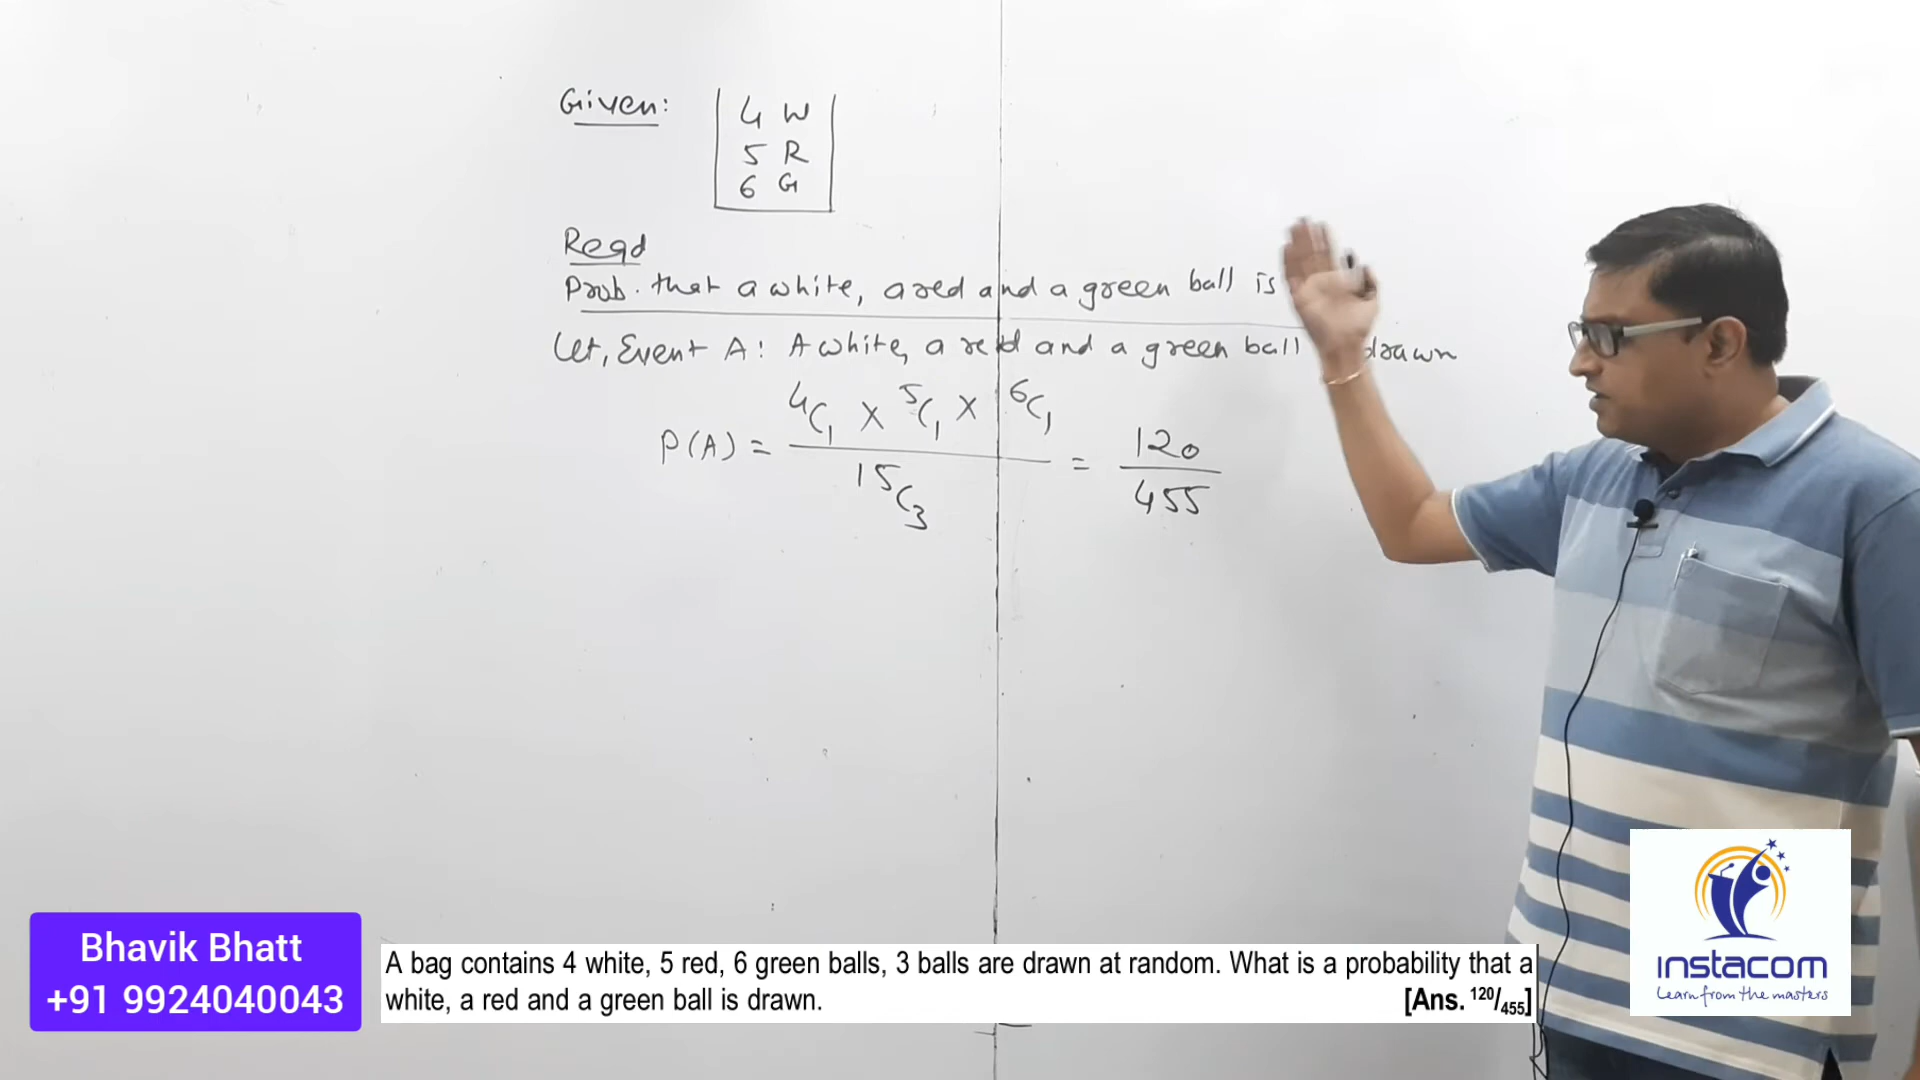 Given:
4 W
5 R
6 G
Reqd
Prob. that a white, a red and a green ball is
Let, Event A: A white, a red and a green ball drawn
P(A) = ⁴C₁ × ⁵C₁ × ⁶C₁ / ¹⁵C₃ = 120 / 455
Bhavik Bhatt
+91 9924040043
A bag contains 4 white, 5 red, 6 green balls, 3 balls are drawn at random. What is a probability that a
white, a red and a green ball is drawn. [Ans. 120/455]
instacom
Learn from the masters